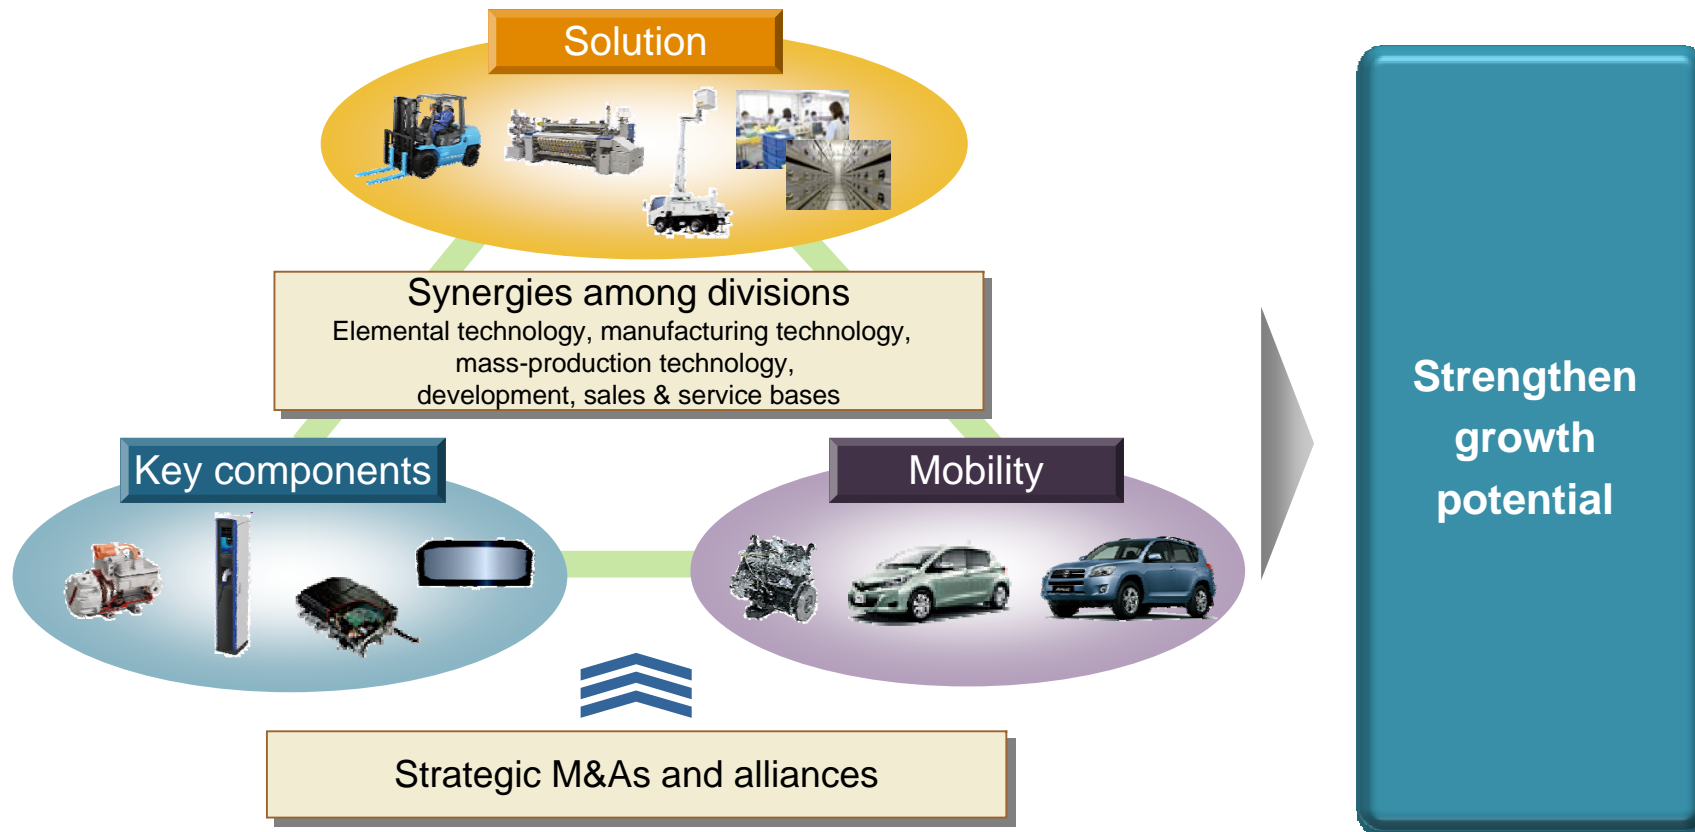 Solution
Synergies among divisions
Elemental technology, manufacturing technology,
mass-production technology,
development, sales & service bases
Key components
Mobility
Strategic M&As and alliances
Strengthen
growth
potential